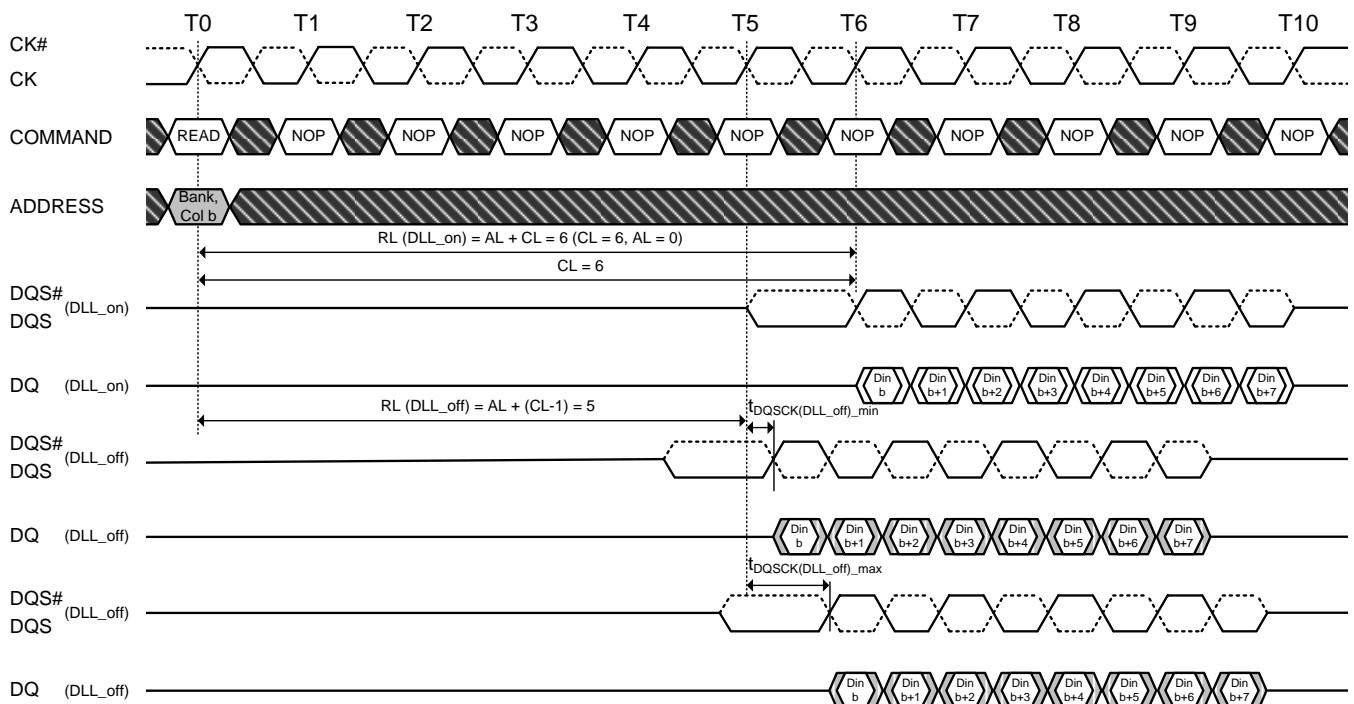 T0 T1 T2 T3 T4 T5 T6 T7 T8 T9 T10
CK#
CK
COMMAND READ NOP NOP NOP NOP NOP NOP NOP NOP NOP NOP
ADDRESS Bank, Col b
RL (DLL_on) = AL + CL = 6 (CL = 6, AL = 0)
CL = 6
DQS# (DLL_on)
DQS
DQ (DLL_on) Din b Din b+1 Din b+2 Din b+3 Din b+4 Din b+5 Din b+6 Din b+7
RL (DLL_off) = AL + (CL-1) = 5
tDQSCK(DLL_off)_min
DQS# (DLL_off)
DQS
DQ (DLL_off) Din b Din b+1 Din b+2 Din b+3 Din b+4 Din b+5 Din b+6 Din b+7
tDQSCK(DLL_off)_max
DQS# (DLL_off)
DQS
DQ (DLL_off) Din b Din b+1 Din b+2 Din b+3 Din b+4 Din b+5 Din b+6 Din b+7